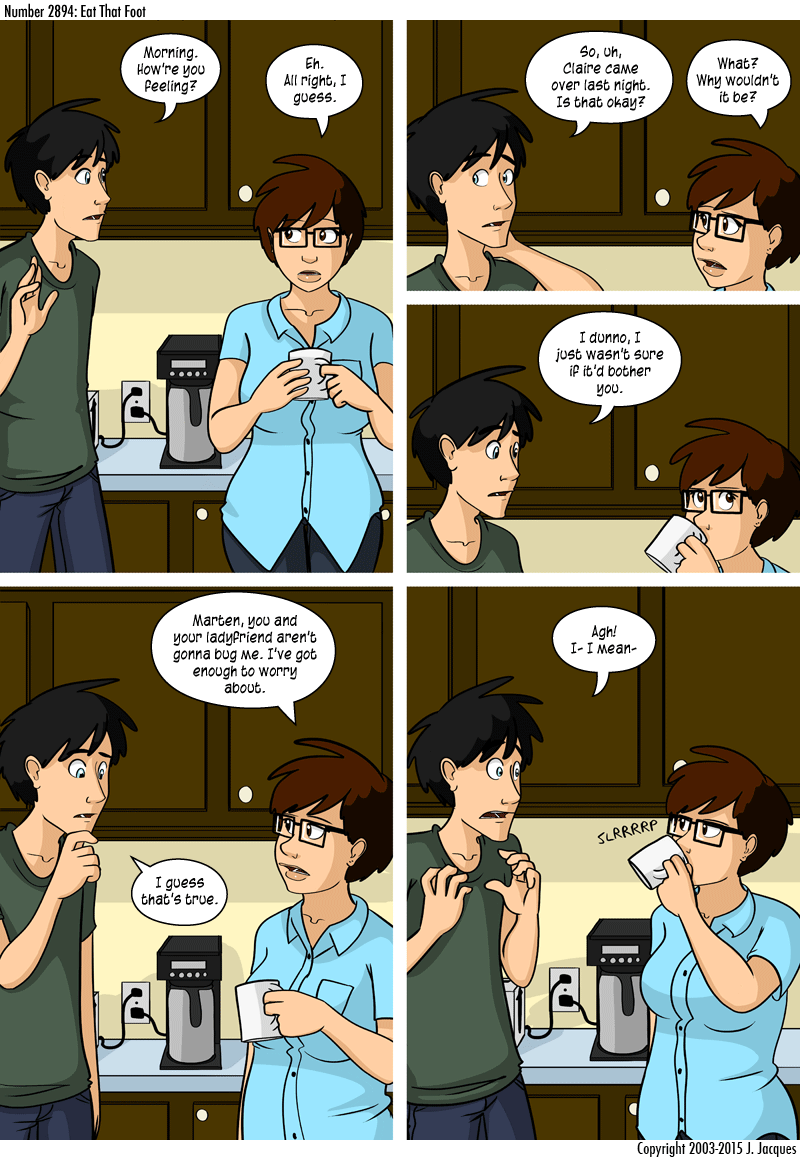 Number 2894: Eat That Foot
Morning.
How're you
feeling?
Eh.
All right, I
guess.
So, uh,
Claire came
over last night.
Is that okay?
What?
Why wouldn't
it be?
I dunno, I
just wasn't sure
if it'd bother
you.
Marten, you and
your ladyfriend aren't
gonna bug me. I've got
enough to worry
about.
I guess
that's true.
Agh!
I- I mean-
SLRRRRP
Copyright 2003-2015 J. Jacques